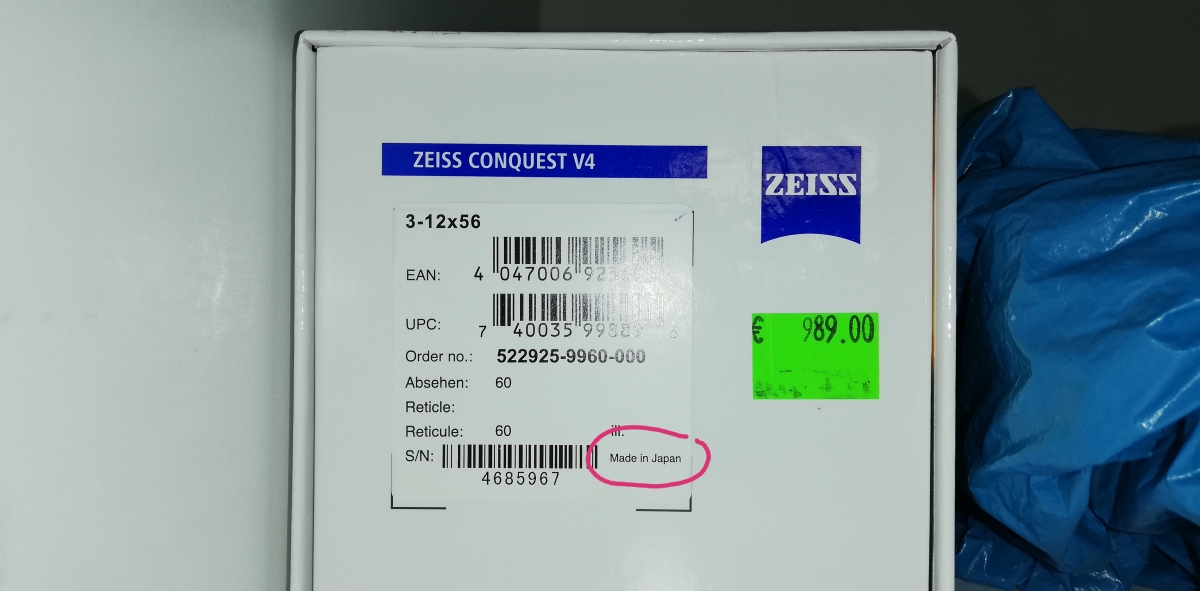 ZEISS CONQUEST V4
ZEISS
3-12x56
EAN: 4 047006
UPC: 7 40035
Order no.: 522925-9960-000
Absehen: 60
Reticle:
Reticule: 60 ill.
S/N: Made in Japan
4685967
€ 989.00